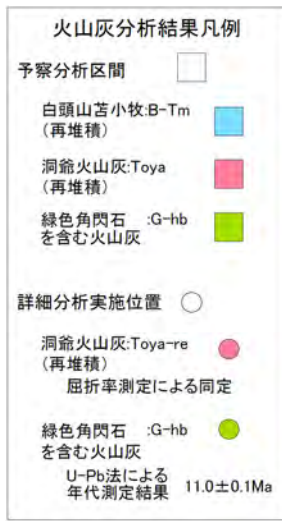 火山灰分析結果凡例
予察分析区間
白頭山苫小牧:B-Tm
(再堆積)
洞爺火山灰:Toya
(再堆積)
緑色角閃石 :G-hb
を含む火山灰
詳細分析実施位置
洞爺火山灰:Toya-re
(再堆積)
屈折率測定による同定
緑色角閃石 :G-hb
を含む火山灰
U-Pb法による
年代測定結果 11.0±0.1Ma